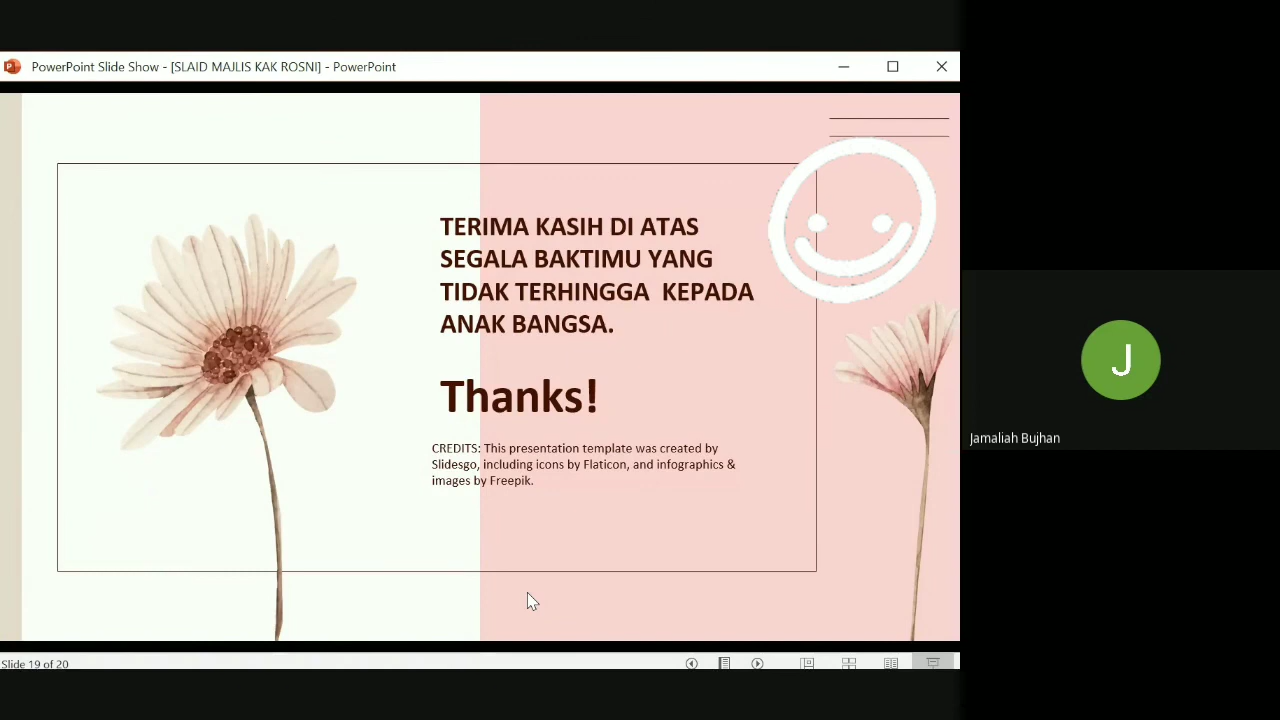 PowerPoint Slide Show - [SLAID MAJLIS KAK ROSNI] - PowerPoint
TERIMA KASIH DI ATAS
SEGALA BAKTIMU YANG
TIDAK TERHINGGA  KEPADA
ANAK BANGSA.
Thanks!
CREDITS: This presentation template was created by
Slidesgo, including icons by Flaticon, and infographics &
images by Freepik.
J
Jamaliah Bujhan
Slide 19 of 20